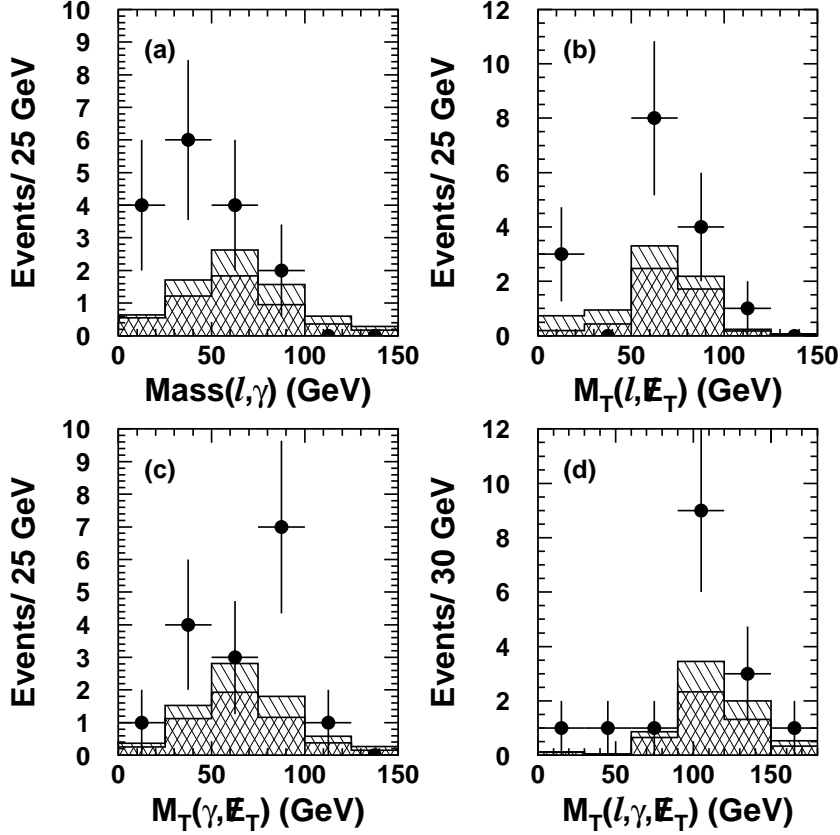 Events/ 25 GeV
(a)
10
9
8
7
6
5
4
3
2
1
0
0 50 100 150
Mass(l,γ) (GeV)
Events/ 25 GeV
(b)
12
10
8
6
4
2
0
0 50 100 150
M_T(l,E̸_T) (GeV)
Events/ 25 GeV
(c)
10
9
8
7
6
5
4
3
2
1
0
0 50 100 150
M_T(γ,E̸_T) (GeV)
Events/ 30 GeV
(d)
12
10
8
6
4
2
0
0 50 100 150
M_T(l,γ,E̸_T) (GeV)